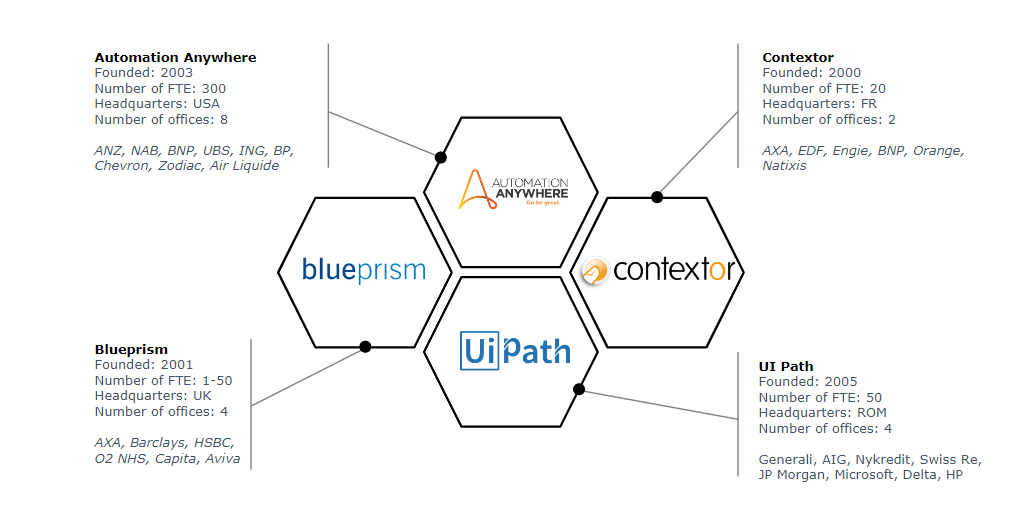 Automation Anywhere
Founded: 2003
Number of FTE: 300
Headquarters: USA
Number of offices: 8
ANZ, NAB, BNP, UBS, ING, BP,
Chevron, Zodiac, Air Liquide
Contextor
Founded: 2000
Number of FTE: 20
Headquarters: FR
Number of offices: 2
AXA, EDF, Engie, BNP, Orange,
Natixis
AUTOMATION
ANYWHERE
Go be great.
blueprism
contextor
UiPath
Blueprism
Founded: 2001
Number of FTE: 1-50
Headquarters: UK
Number of offices: 4
AXA, Barclays, HSBC,
O2 NHS, Capita, Aviva
UI Path
Founded: 2005
Number of FTE: 50
Headquarters: ROM
Number of offices: 4
Generali, AIG, Nykredit, Swiss Re,
JP Morgan, Microsoft, Delta, HP